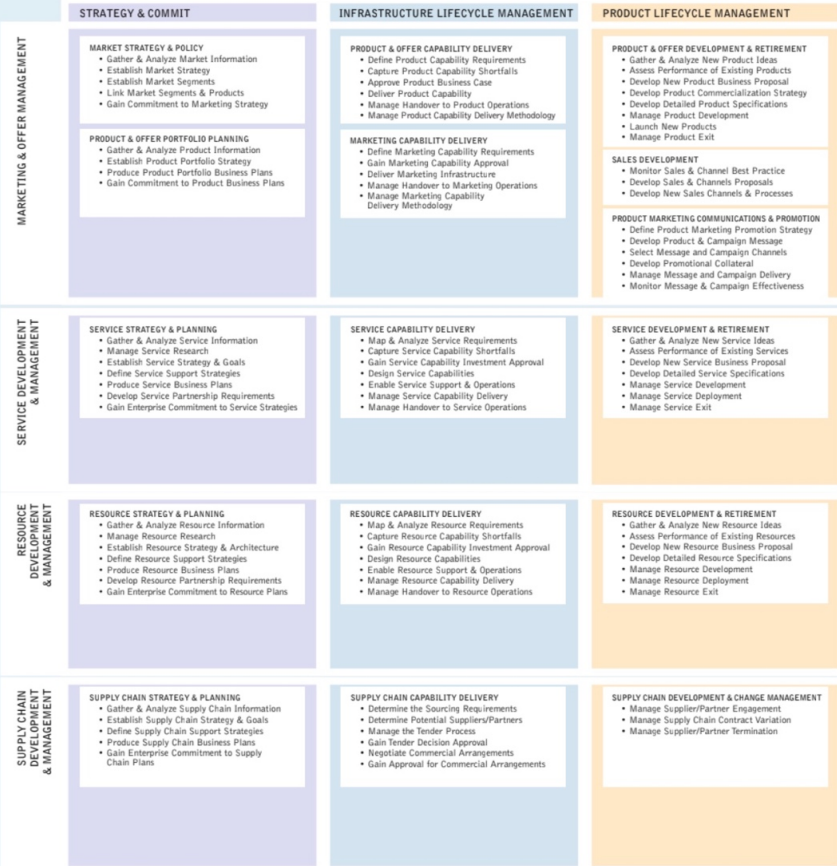 STRATEGY & COMMIT
INFRASTRUCTURE LIFECYCLE MANAGEMENT
PRODUCT LIFECYCLE MANAGEMENT
MARKETING & OFFER MANAGEMENT
MARKET STRATEGY & POLICY
• Gather & Analyze Market Information
• Establish Market Strategy
• Establish Market Segments
• Link Market Segments & Products
• Gain Commitment to Marketing Strategy
PRODUCT & OFFER PORTFOLIO PLANNING
• Gather & Analyze Product Information
• Establish Product Portfolio Strategy
• Produce Product Portfolio Business Plans
• Gain Commitment to Product Business Plans
PRODUCT & OFFER CAPABILITY DELIVERY
• Define Product Capability Requirements
• Capture Product Capability Shortfalls
• Approve Product Business Case
• Deliver Product Capability
• Manage Handover to Product Operations
• Manage Product Capability Delivery Methodology
MARKETING CAPABILITY DELIVERY
• Define Marketing Capability Requirements
• Gain Marketing Capability Approval
• Deliver Marketing Infrastructure
• Manage Handover to Marketing Operations
• Manage Marketing Capability
Delivery Methodology
PRODUCT & OFFER DEVELOPMENT & RETIREMENT
• Gather & Analyze New Product Ideas
• Assess Performance of Existing Products
• Develop New Product Business Proposal
• Develop Product Commercialization Strategy
• Develop Detailed Product Specifications
• Manage Product Development
• Launch New Products
• Manage Product Exit
SALES DEVELOPMENT
• Monitor Sales & Channel Best Practice
• Develop Sales & Channels Proposals
• Develop New Sales Channels & Processes
PRODUCT MARKETING COMMUNICATIONS & PROMOTION
• Define Product Marketing Promotion Strategy
• Develop Product & Campaign Message
• Select Message and Campaign Channels
• Develop Promotional Collateral
• Manage Message and Campaign Delivery
• Monitor Message & Campaign Effectiveness
SERVICE DEVELOPMENT
& MANAGEMENT
SERVICE STRATEGY & PLANNING
• Gather & Analyze Service Information
• Manage Service Research
• Establish Service Strategy & Goals
• Define Service Support Strategies
• Produce Service Business Plans
• Develop Service Partnership Requirements
• Gain Enterprise Commitment to Service Strategies
SERVICE CAPABILITY DELIVERY
• Map & Analyze Service Requirements
• Capture Service Capability Shortfalls
• Gain Service Capability Investment Approval
• Design Service Capabilities
• Enable Service Support & Operations
• Manage Service Capability Delivery
• Manage Handover to Service Operations
SERVICE DEVELOPMENT & RETIREMENT
• Gather & Analyze New Service Ideas
• Assess Performance of Existing Services
• Develop New Service Business Proposal
• Develop Detailed Service Specifications
• Manage Service Development
• Manage Service Deployment
• Manage Service Exit
RESOURCE
DEVELOPMENT
& MANAGEMENT
RESOURCE STRATEGY & PLANNING
• Gather & Analyze Resource Information
• Manage Resource Research
• Establish Resource Strategy & Architecture
• Define Resource Support Strategies
• Produce Resource Business Plans
• Develop Resource Partnership Requirements
• Gain Enterprise Commitment to Resource Plans
RESOURCE CAPABILITY DELIVERY
• Map & Analyze Resource Requirements
• Capture Resource Capability Shortfalls
• Gain Resource Capability Investment Approval
• Design Resource Capabilities
• Enable Resource Support & Operations
• Manage Resource Capability Delivery
• Manage Handover to Resource Operations
RESOURCE DEVELOPMENT & RETIREMENT
• Gather & Analyze New Resource Ideas
• Assess Performance of Existing Resources
• Develop New Resource Business Proposal
• Develop Detailed Resource Specifications
• Manage Resource Development
• Manage Resource Deployment
• Manage Resource Exit
SUPPLY CHAIN
DEVELOPMENT
& MANAGEMENT
SUPPLY CHAIN STRATEGY & PLANNING
• Gather & Analyze Supply Chain Information
• Establish Supply Chain Strategy & Goals
• Define Supply Chain Support Strategies
• Produce Supply Chain Business Plans
• Gain Enterprise Commitment to Supply
Chain Plans
SUPPLY CHAIN CAPABILITY DELIVERY
• Determine the Sourcing Requirements
• Determine Potential Suppliers/Partners
• Manage the Tender Process
• Gain Tender Decision Approval
• Negotiate Commercial Arrangements
• Gain Approval for Commercial Arrangements
SUPPLY CHAIN DEVELOPMENT & CHANGE MANAGEMENT
• Manage Supplier/Partner Engagement
• Manage Supply Chain Contract Variation
• Manage Supplier/Partner Termination